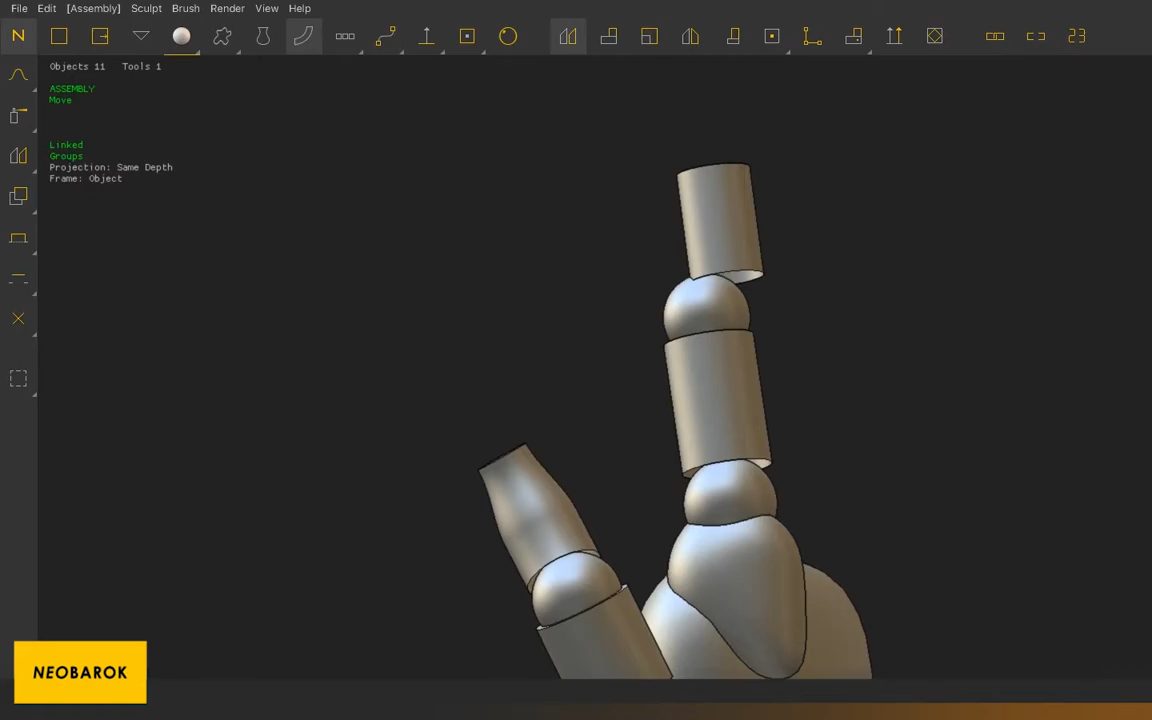 File Edit [Assembly] Sculpt Brush Render View Help
N 23
Objects 11 Tools 1
ASSEMBLY
Move
Linked
Groups
Projection: Same Depth
Frame: Object
NEOBAROK